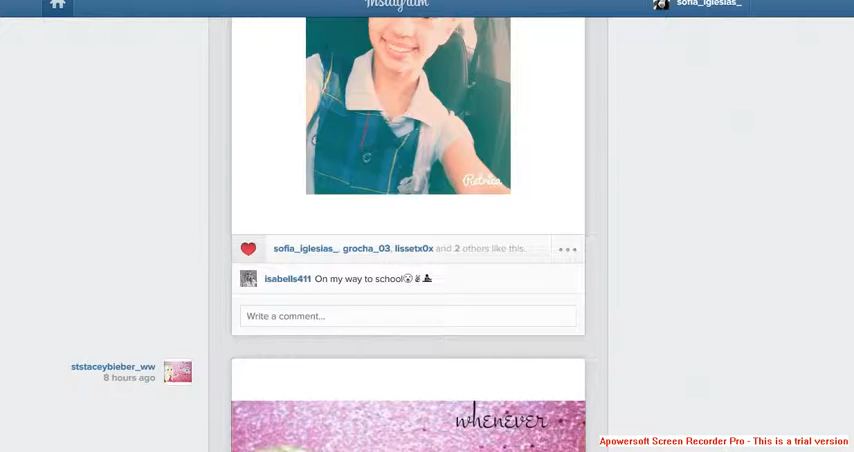 Instagram
sofia_iglesias_
Retrica
sofia_iglesias_, grocha_03, lissetx0x and 2 others like this.
isabells411 On my way to school
Write a comment...
ststaceybieber_ww
8 hours ago
whenever
Apowersoft Screen Recorder Pro - This is a trial version